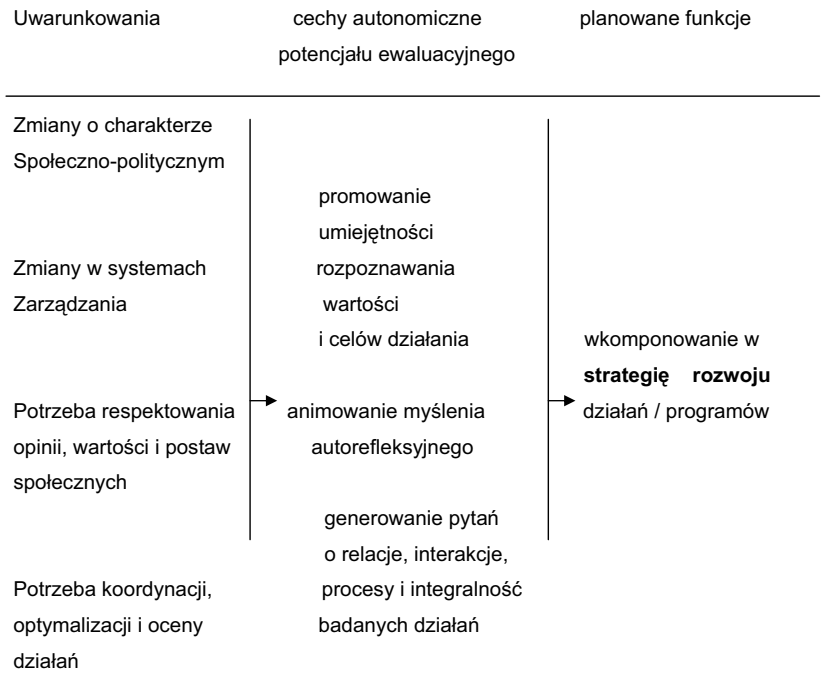 Uwarunkowania
cechy autonomiczne
potencjału ewaluacyjnego
planowane funkcje
Zmiany o charakterze
Społeczno-politycznym
Zmiany w systemach
Zarządzania
Potrzeba respektowania
opinii, wartości i postaw
społecznych
Potrzeba koordynacji,
optymalizacji i oceny
działań
promowanie
umiejętności
rozpoznawania
wartości
i celów działania
animowanie myślenia
autorefleksyjnego
generowanie pytań
o relacje, interakcje,
procesy i integralność
badanych działań
wkomponowanie w
strategię rozwoju
działań / programów